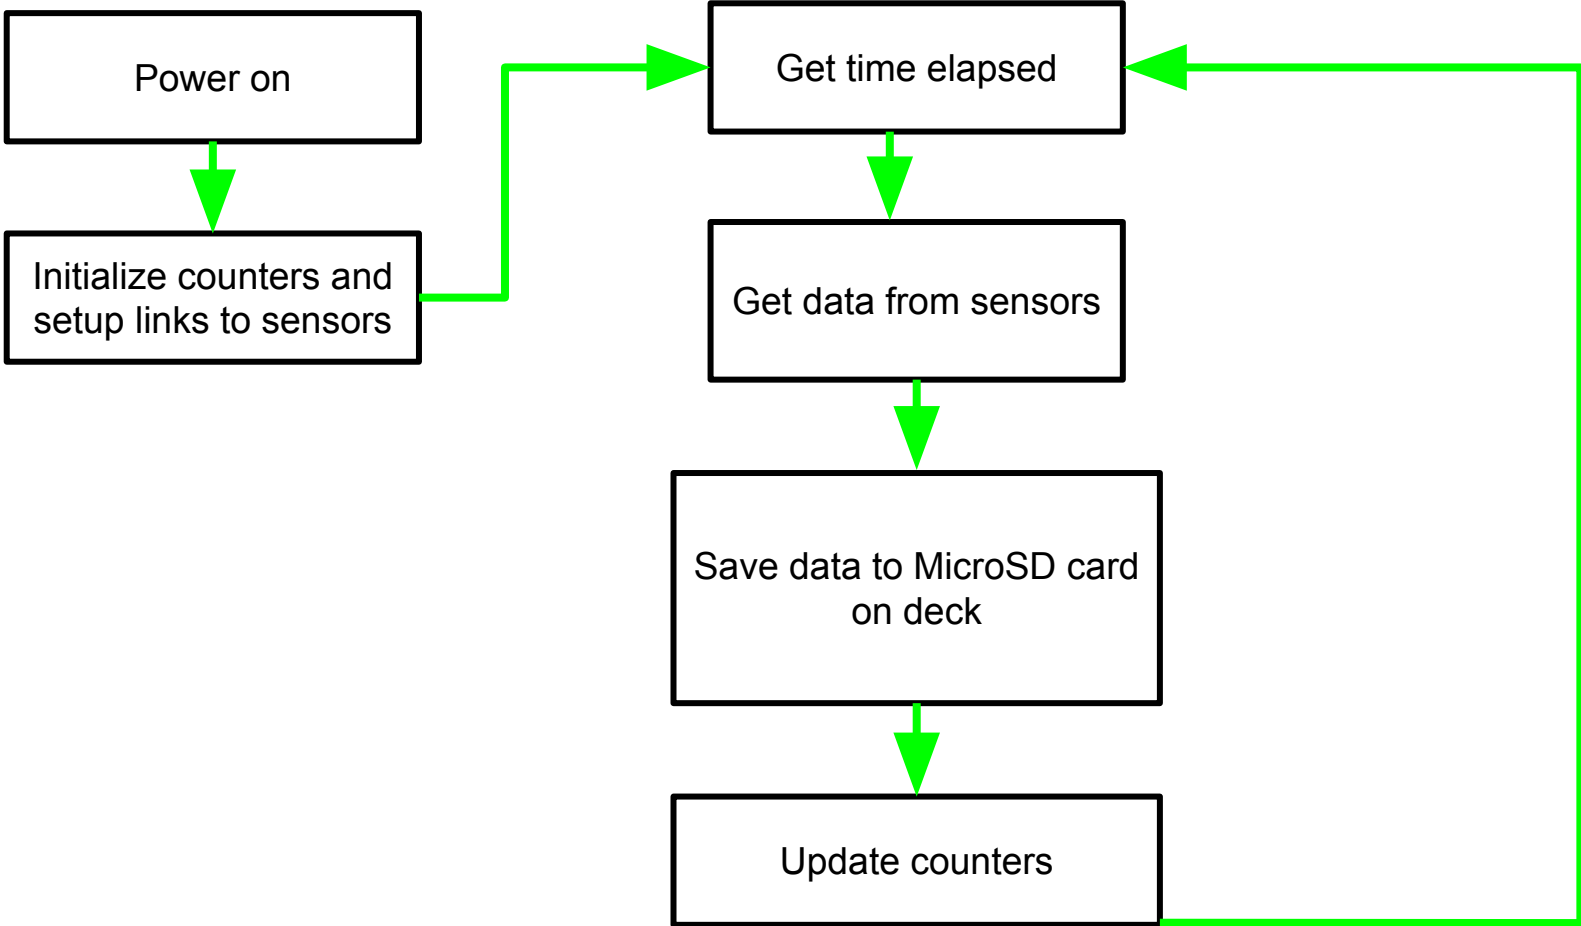 Power on
Initialize counters and
setup links to sensors
Get time elapsed
Get data from sensors
Save data to MicroSD card
on deck
Update counters